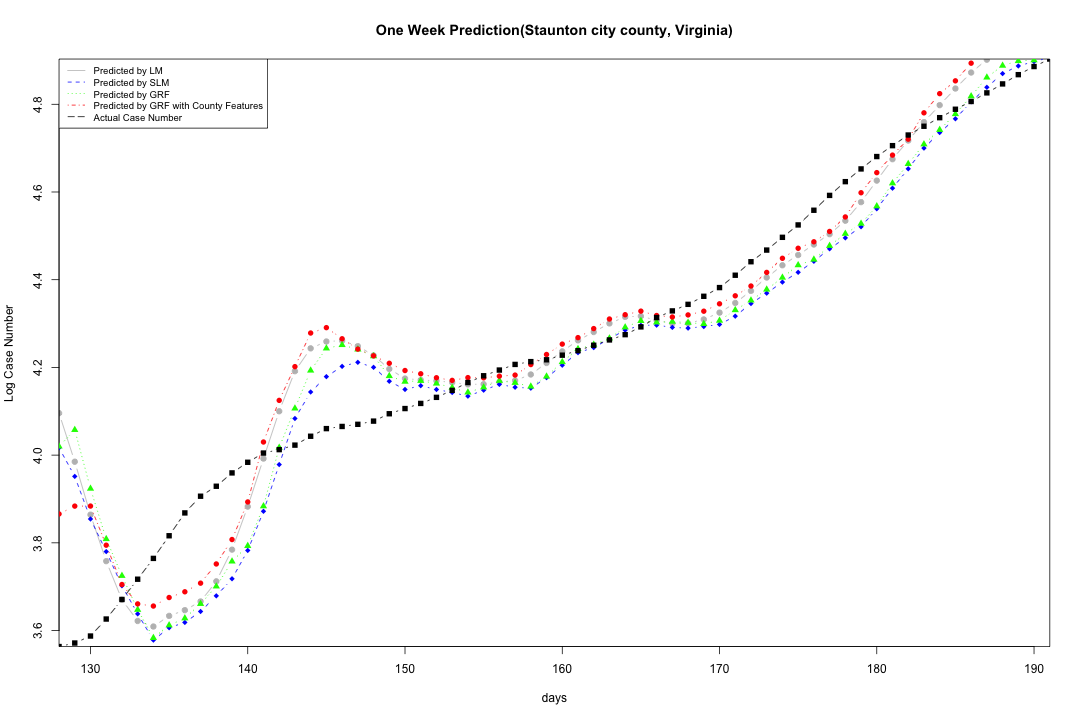 One Week Prediction(Staunton city county, Virginia)
Predicted by LM
Predicted by SLM
Predicted by GRF
Predicted by GRF with County Features
Actual Case Number
Log Case Number
4.8
4.6
4.4
4.2
4.0
3.8
3.6
130 140 150 160 170 180 190
days